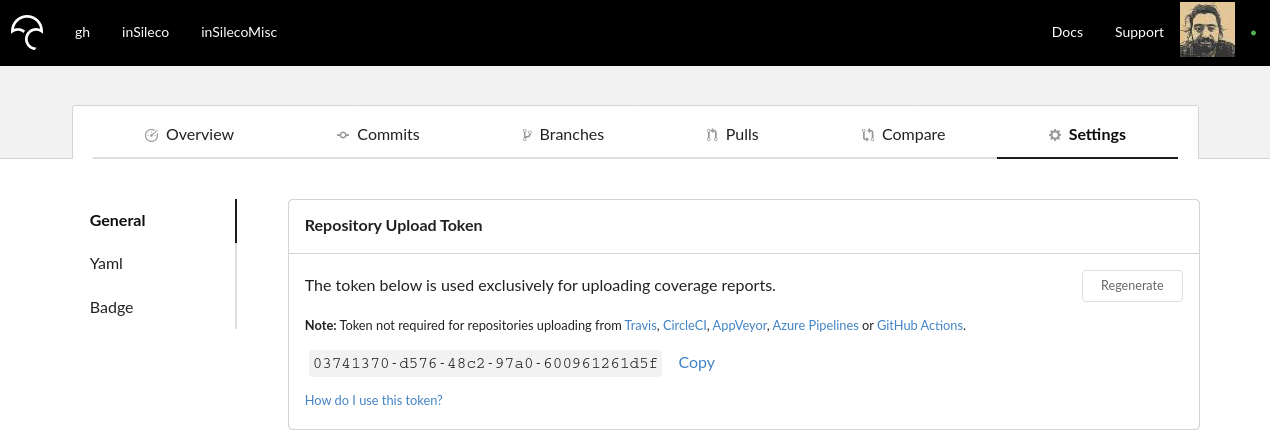 gh inSileco inSilecoMisc Docs Support
Overview Commits Branches Pulls Compare Settings
General
Yaml
Badge
Repository Upload Token
The token below is used exclusively for uploading coverage reports. Regenerate
Note: Token not required for repositories uploading from Travis, CircleCI, AppVeyor, Azure Pipelines or GitHub Actions.
03741370-d576-48c2-97a0-600961261d5f Copy
How do I use this token?